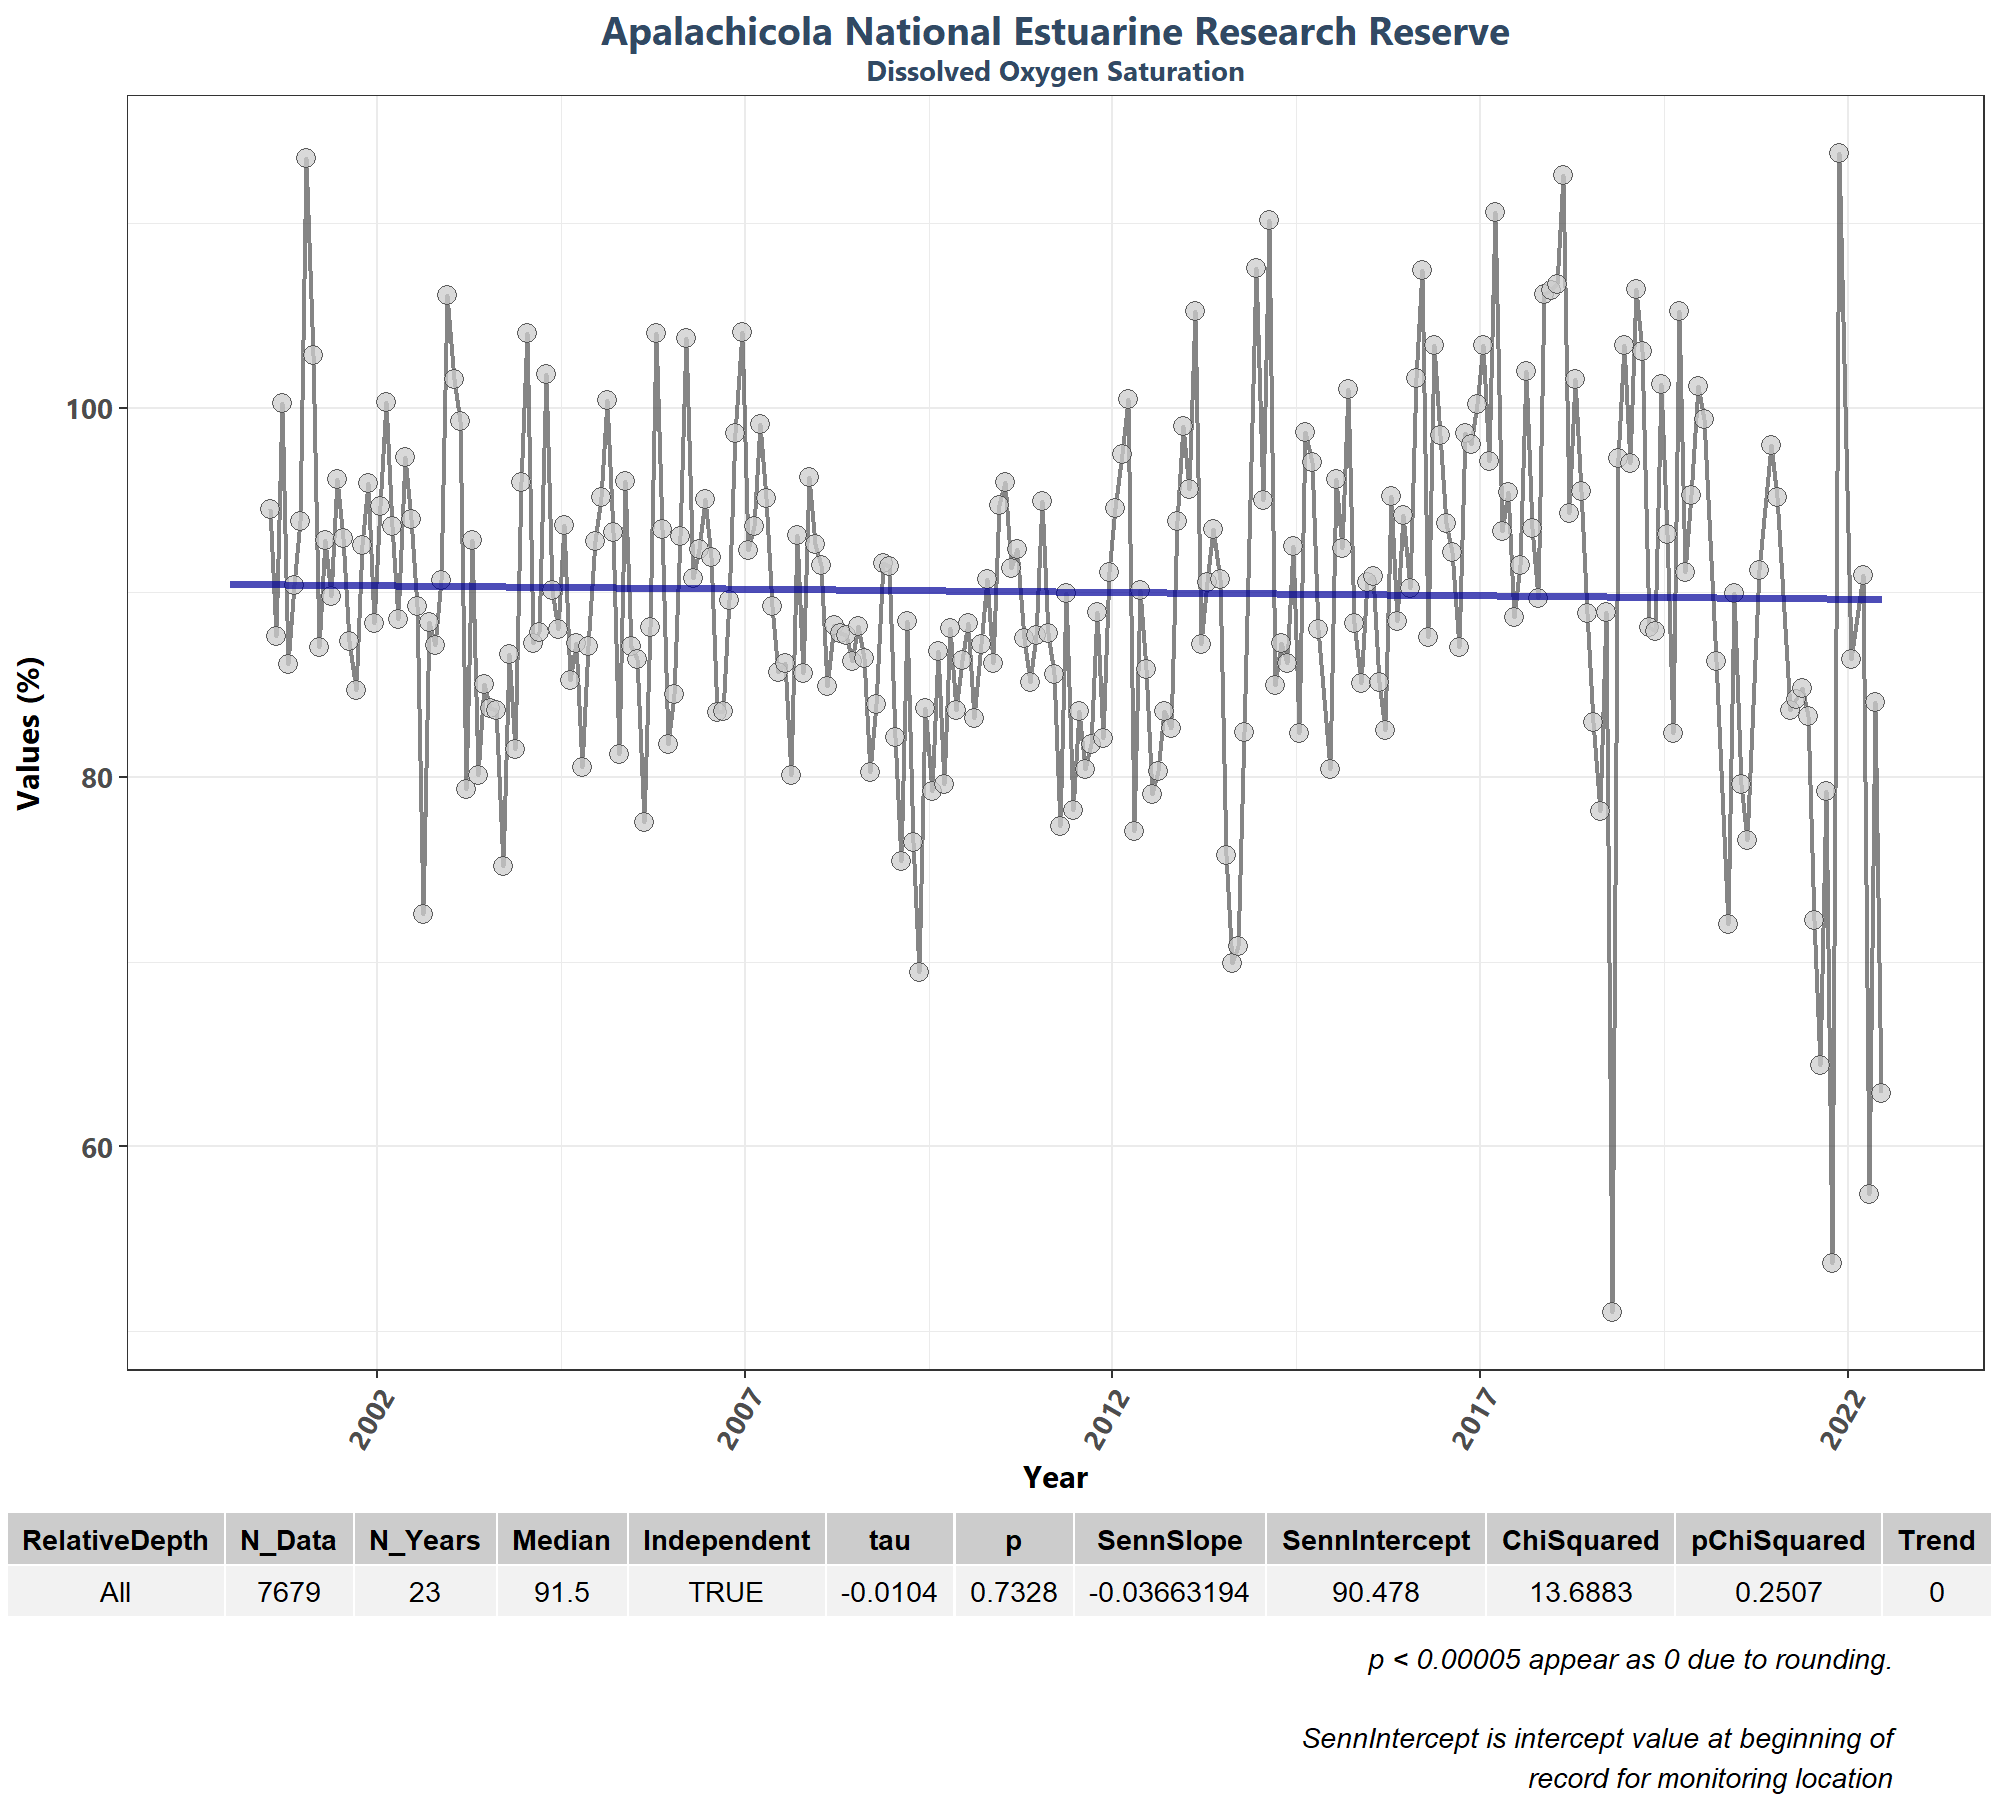 Apalachicola National Estuarine Research Reserve
Dissolved Oxygen Saturation
Values (%)
100
80
60
2002 2007 2012 2017 2022
Year
RelativeDepth N_Data N_Years Median Independent tau p SennSlope SennIntercept ChiSquared pChiSquared Trend
All 7679 23 91.5 TRUE -0.0104 0.7328 -0.03663194 90.478 13.6883 0.2507 0
p < 0.00005 appear as 0 due to rounding.
SennIntercept is intercept value at beginning of
record for monitoring location